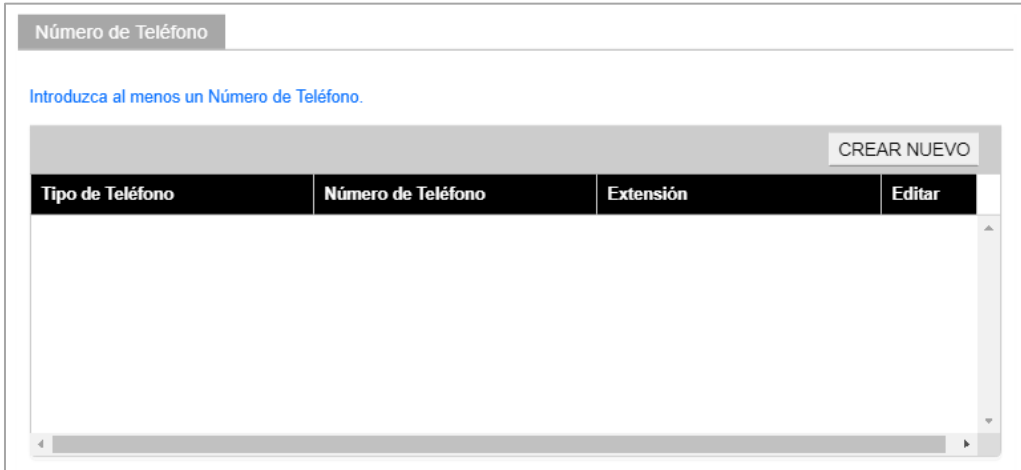 Número de Teléfono
Introduzca al menos un Número de Teléfono.
CREAR NUEVO
Tipo de Teléfono Número de Teléfono Extensión Editar